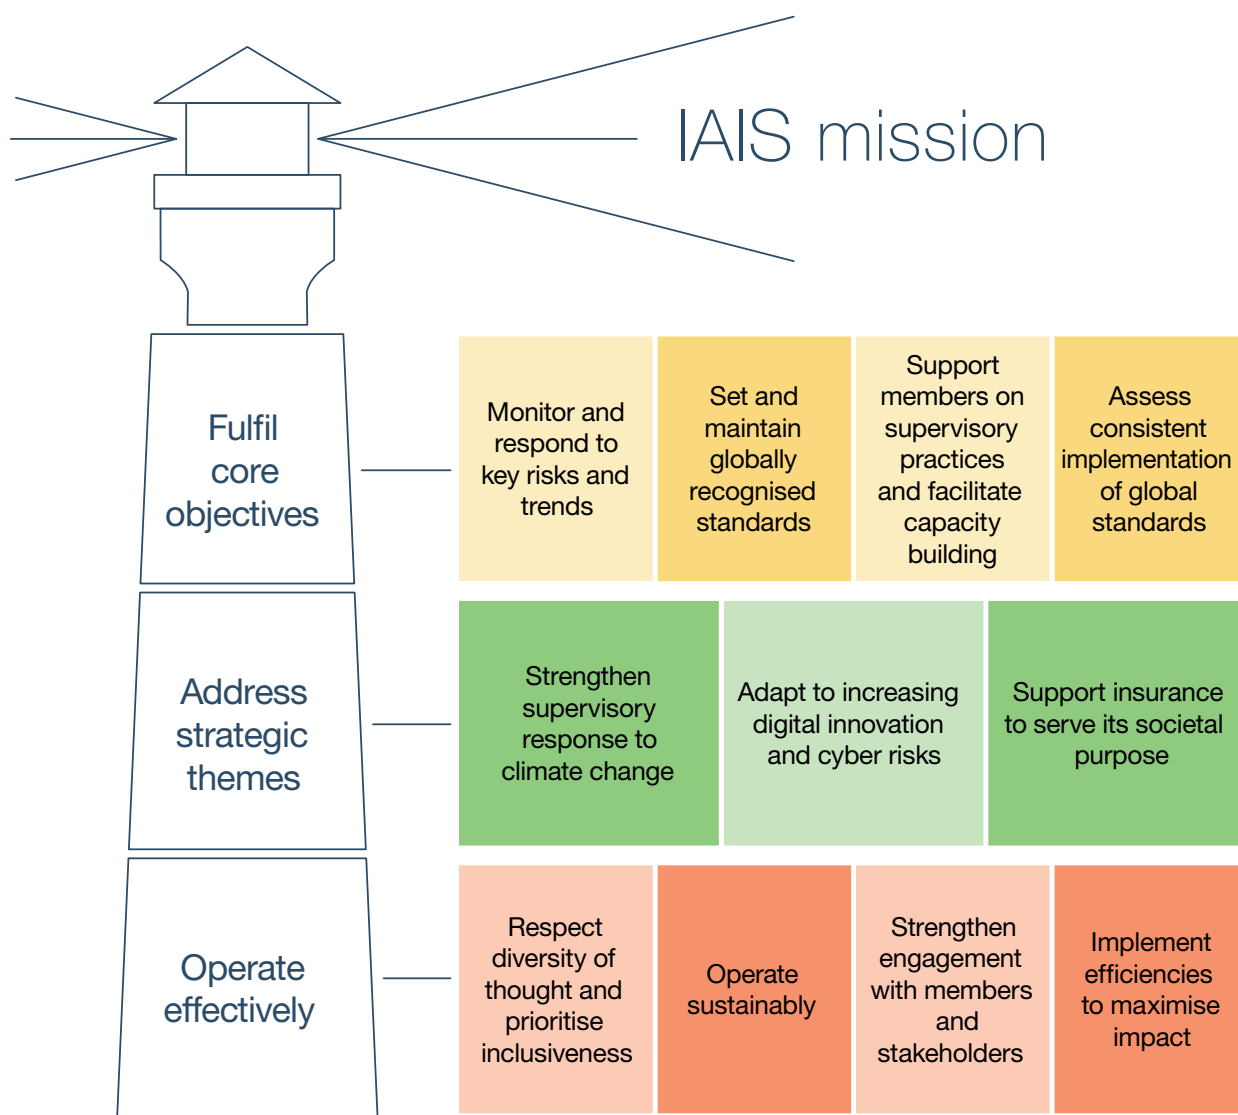 IAIS mission
Fulfil
core
objectives
Monitor and
respond to
key risks and
trends
Set and
maintain
globally
recognised
standards
Support
members on
supervisory
practices
and facilitate
capacity
building
Assess
consistent
implementation
of global
standards
Address
strategic
themes
Strengthen
supervisory
response to
climate change
Adapt to increasing
digital innovation
and cyber risks
Support insurance
to serve its societal
purpose
Operate
effectively
Respect
diversity of
thought and
prioritise
inclusiveness
Operate
sustainably
Strengthen
engagement
with members
and
stakeholders
Implement
efficiencies
to maximise
impact